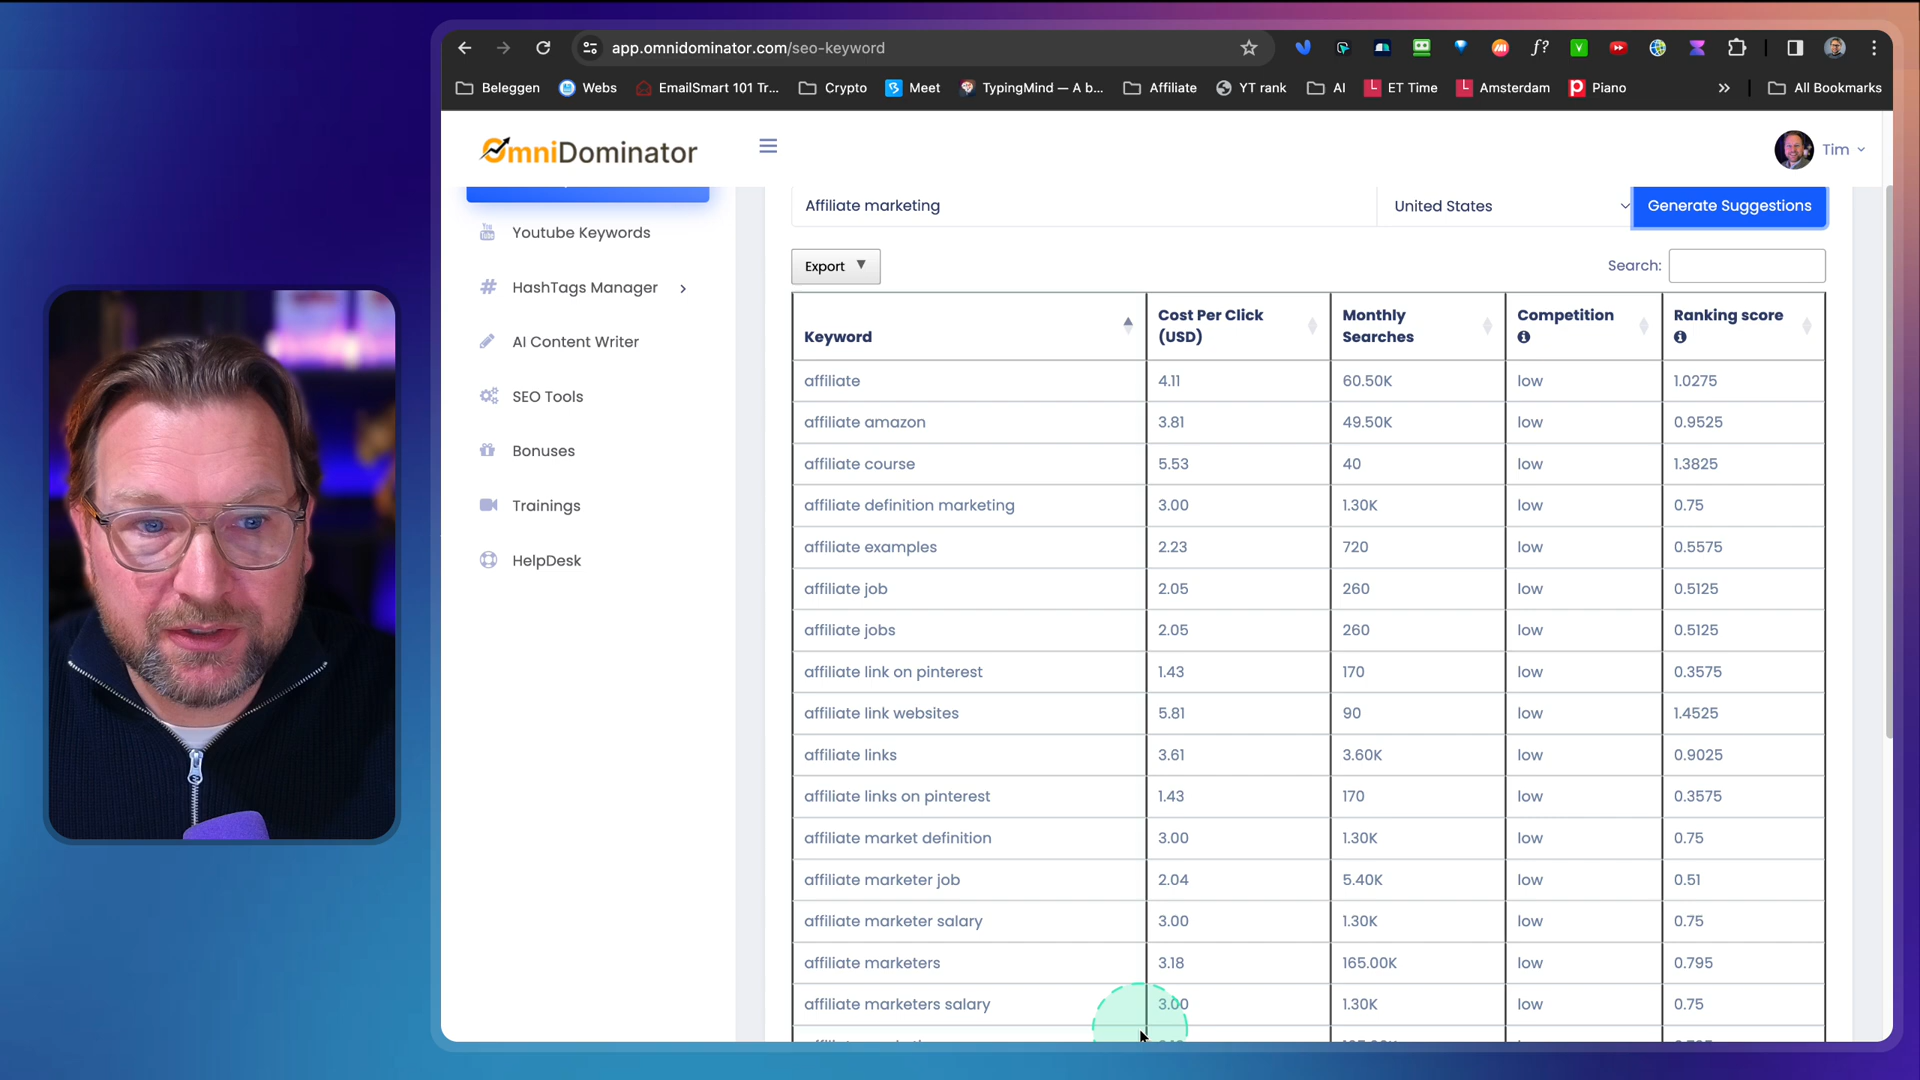 app.omnidominator.com/seo-keyword
Beleggen Webs EmailSmart 101 Tr... Crypto Meet TypingMind — A b... Affiliate YT rank AI ET Time Amsterdam Piano » All Bookmarks
OmniDominator
Tim
Affiliate marketing United States Generate Suggestions
Youtube Keywords
HashTags Manager
AI Content Writer
SEO Tools
Bonuses
Trainings
HelpDesk
Export Search:
Keyword Cost Per Click (USD) Monthly Searches Competition Ranking score
affiliate 4.11 60.50K low 1.0275
affiliate amazon 3.81 49.50K low 0.9525
affiliate course 5.53 40 low 1.3825
affiliate definition marketing 3.00 1.30K low 0.75
affiliate examples 2.23 720 low 0.5575
affiliate job 2.05 260 low 0.5125
affiliate jobs 2.05 260 low 0.5125
affiliate link on pinterest 1.43 170 low 0.3575
affiliate link websites 5.81 90 low 1.4525
affiliate links 3.61 3.60K low 0.9025
affiliate links on pinterest 1.43 170 low 0.3575
affiliate market definition 3.00 1.30K low 0.75
affiliate marketer job 2.04 5.40K low 0.51
affiliate marketer salary 3.00 1.30K low 0.75
affiliate marketers 3.18 165.00K low 0.795
affiliate marketers salary 3.00 1.30K low 0.75